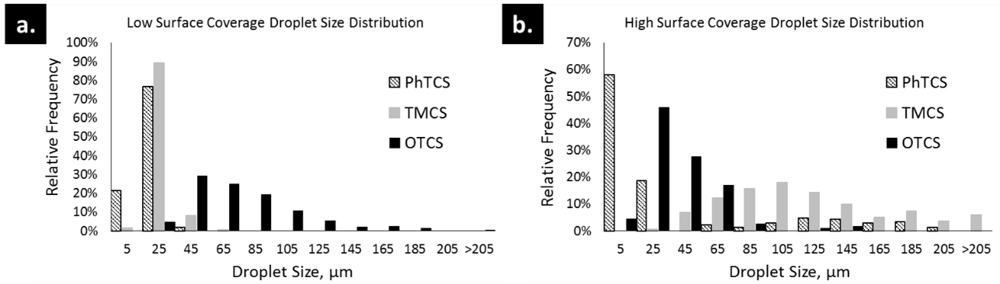 a.
Low Surface Coverage Droplet Size Distribution
100%
90%
80%
70%
60%
50%
40%
30%
20%
10%
0%
Relative Frequency
PhTCS
TMCS
OTCS
5 25 45 65 85 105 125 145 165 185 205 >205
Droplet Size, µm
b.
High Surface Coverage Droplet Size Distribution
70%
60%
50%
40%
30%
20%
10%
0%
Relative Frequency
PhTCS
TMCS
OTCS
5 25 45 65 85 105 125 145 165 185 205 >205
Droplet Size, µm